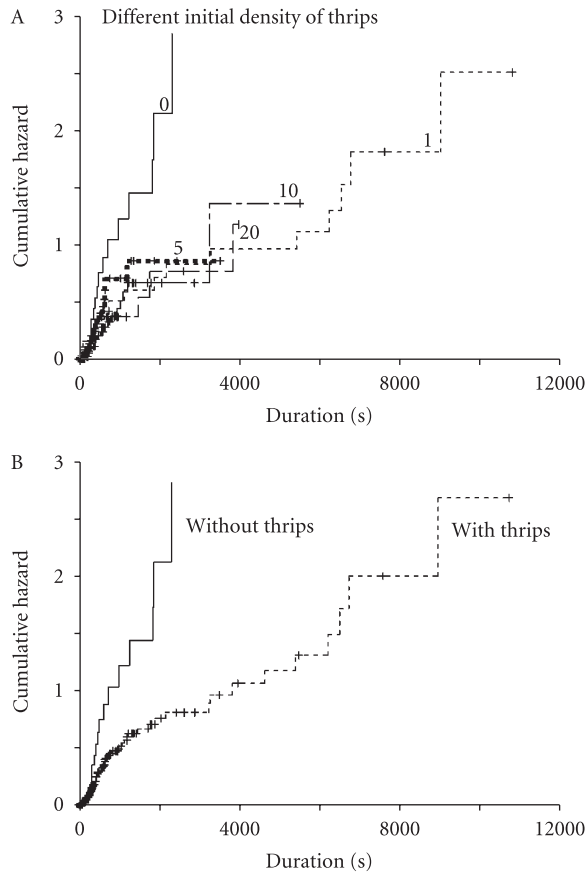 A
Different initial density of thrips
3
2
1
0
Cumulative hazard
0
1
10
20
5
0
4000
8000
12000
Duration (s)
B
3
2
1
0
Cumulative hazard
Without thrips
With thrips
0
4000
8000
12000
Duration (s)